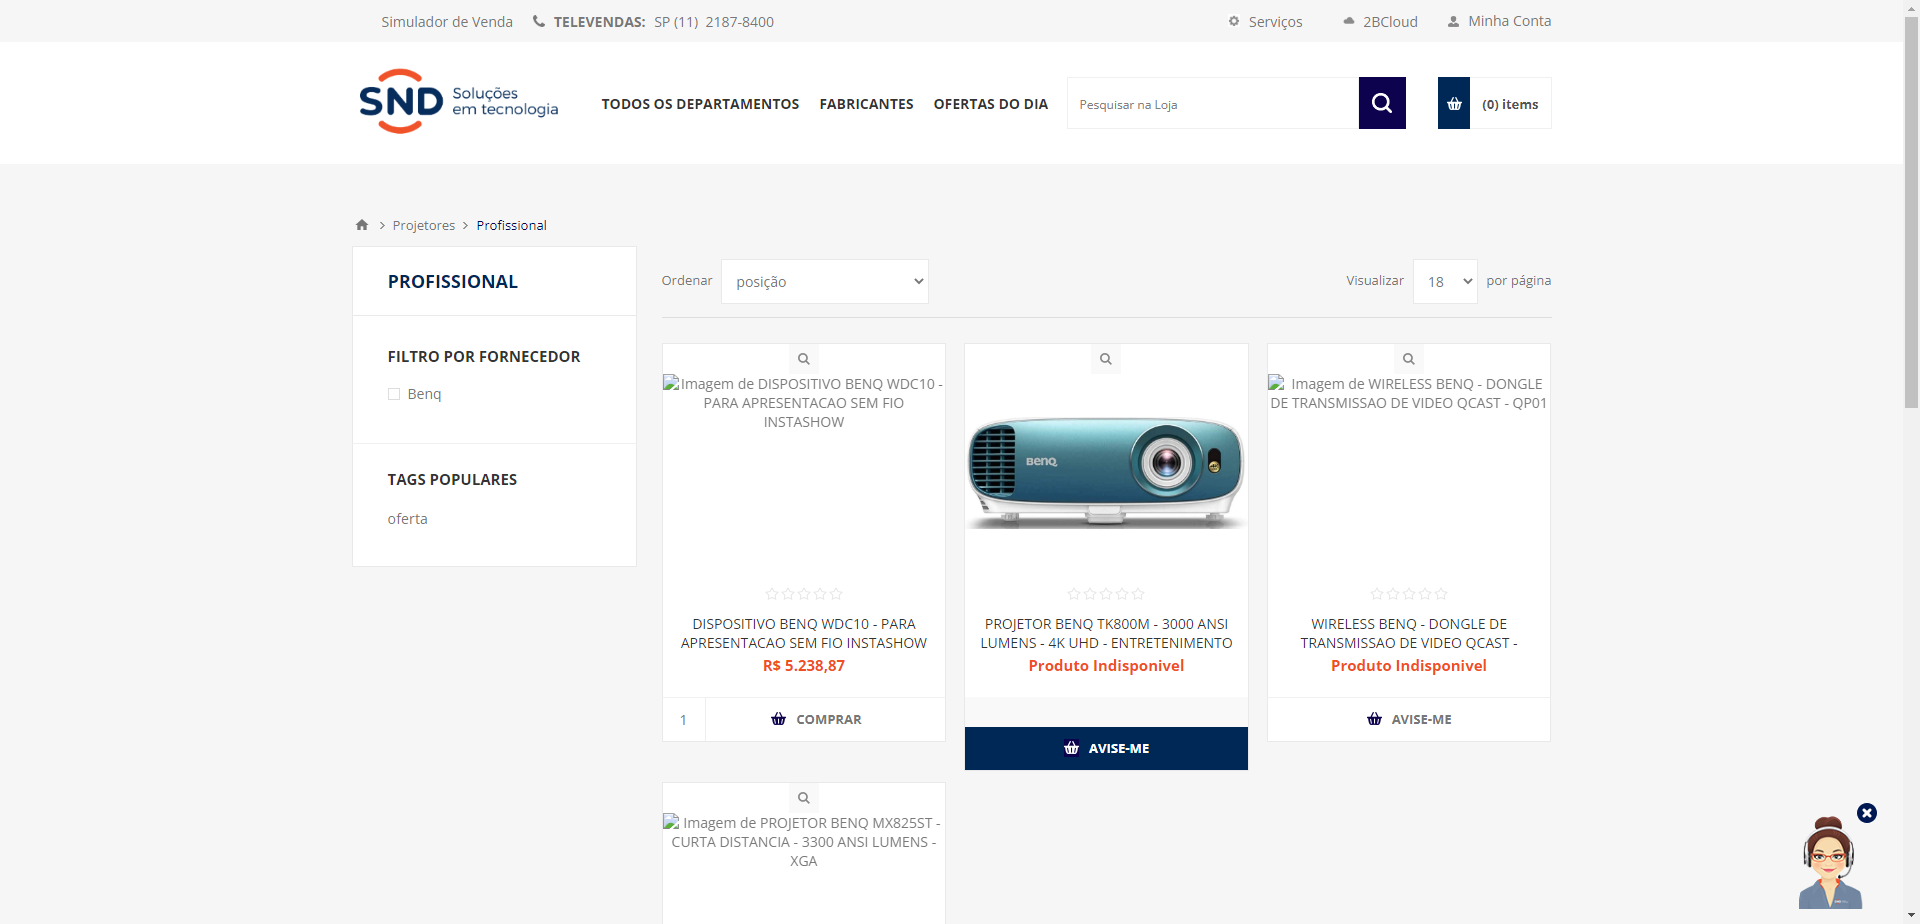 Simulador de Venda TELEVENDAS: SP (11) 2187-8400 Serviços 2BCloud Minha Conta
SND Soluções
em tecnologia
TODOS OS DEPARTAMENTOS FABRICANTES OFERTAS DO DIA Pesquisar na Loja (0) items
Projetores Profissional
PROFISSIONAL
FILTRO POR FORNECEDOR
Benq
TAGS POPULARES
oferta
Ordenar posição Visualizar 18 por página
Imagem de DISPOSITIVO BENQ WDC10 -
PARA APRESENTACAO SEM FIO
INSTASHOW
DISPOSITIVO BENQ WDC10 - PARA
APRESENTACAO SEM FIO INSTASHOW
R$ 5.238,87
1 COMPRAR
BenQ
4K
PROJETOR BENQ TK800M - 3000 ANSI
LUMENS - 4K UHD - ENTRETENIMENTO
Produto Indisponivel
AVISE-ME
Imagem de WIRELESS BENQ - DONGLE
DE TRANSMISSAO DE VIDEO QCAST - QP01
WIRELESS BENQ - DONGLE DE
TRANSMISSAO DE VIDEO QCAST -
Produto Indisponivel
AVISE-ME
Imagem de PROJETOR BENQ MX825ST -
CURTA DISTANCIA - 3300 ANSI LUMENS -
XGA